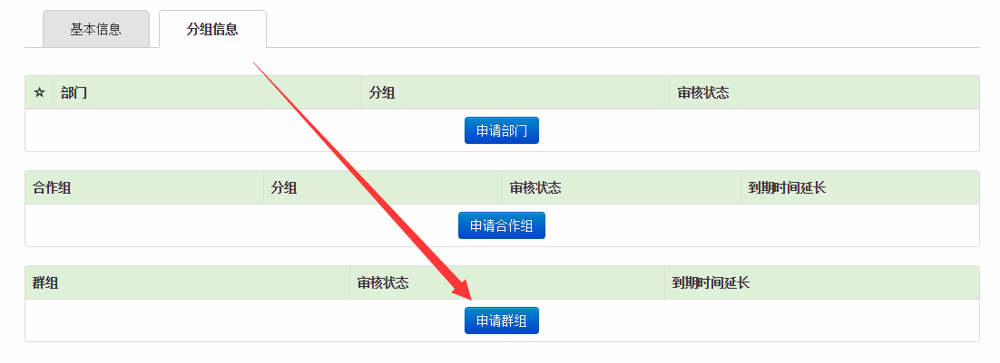 基本信息 分组信息
☆ 部门 分组 审核状态
申请部门
合作组 分组 审核状态 到期时间延长
申请合作组
群组 审核状态 到期时间延长
申请群组